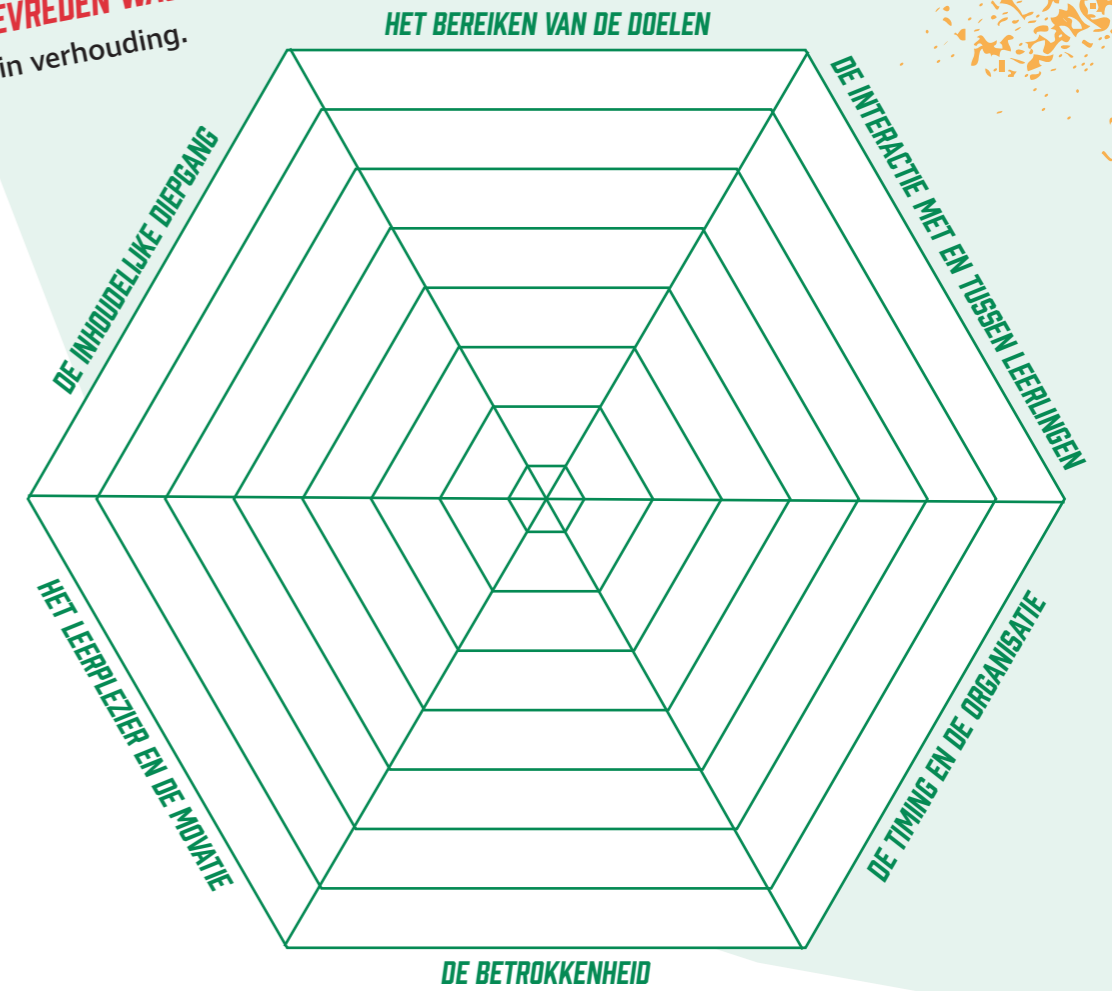 in verhouding.
HET BEREIKEN VAN DE DOELEN
DE INTERACTIE MET EN TUSSEN LEERLINGEN
DE INHOUDELIJKE DIEPGANG
HET LEERPLEZIER EN DE MOVATIE
DE TIMING EN DE ORGANISATIE
DE BETROKKENHEID